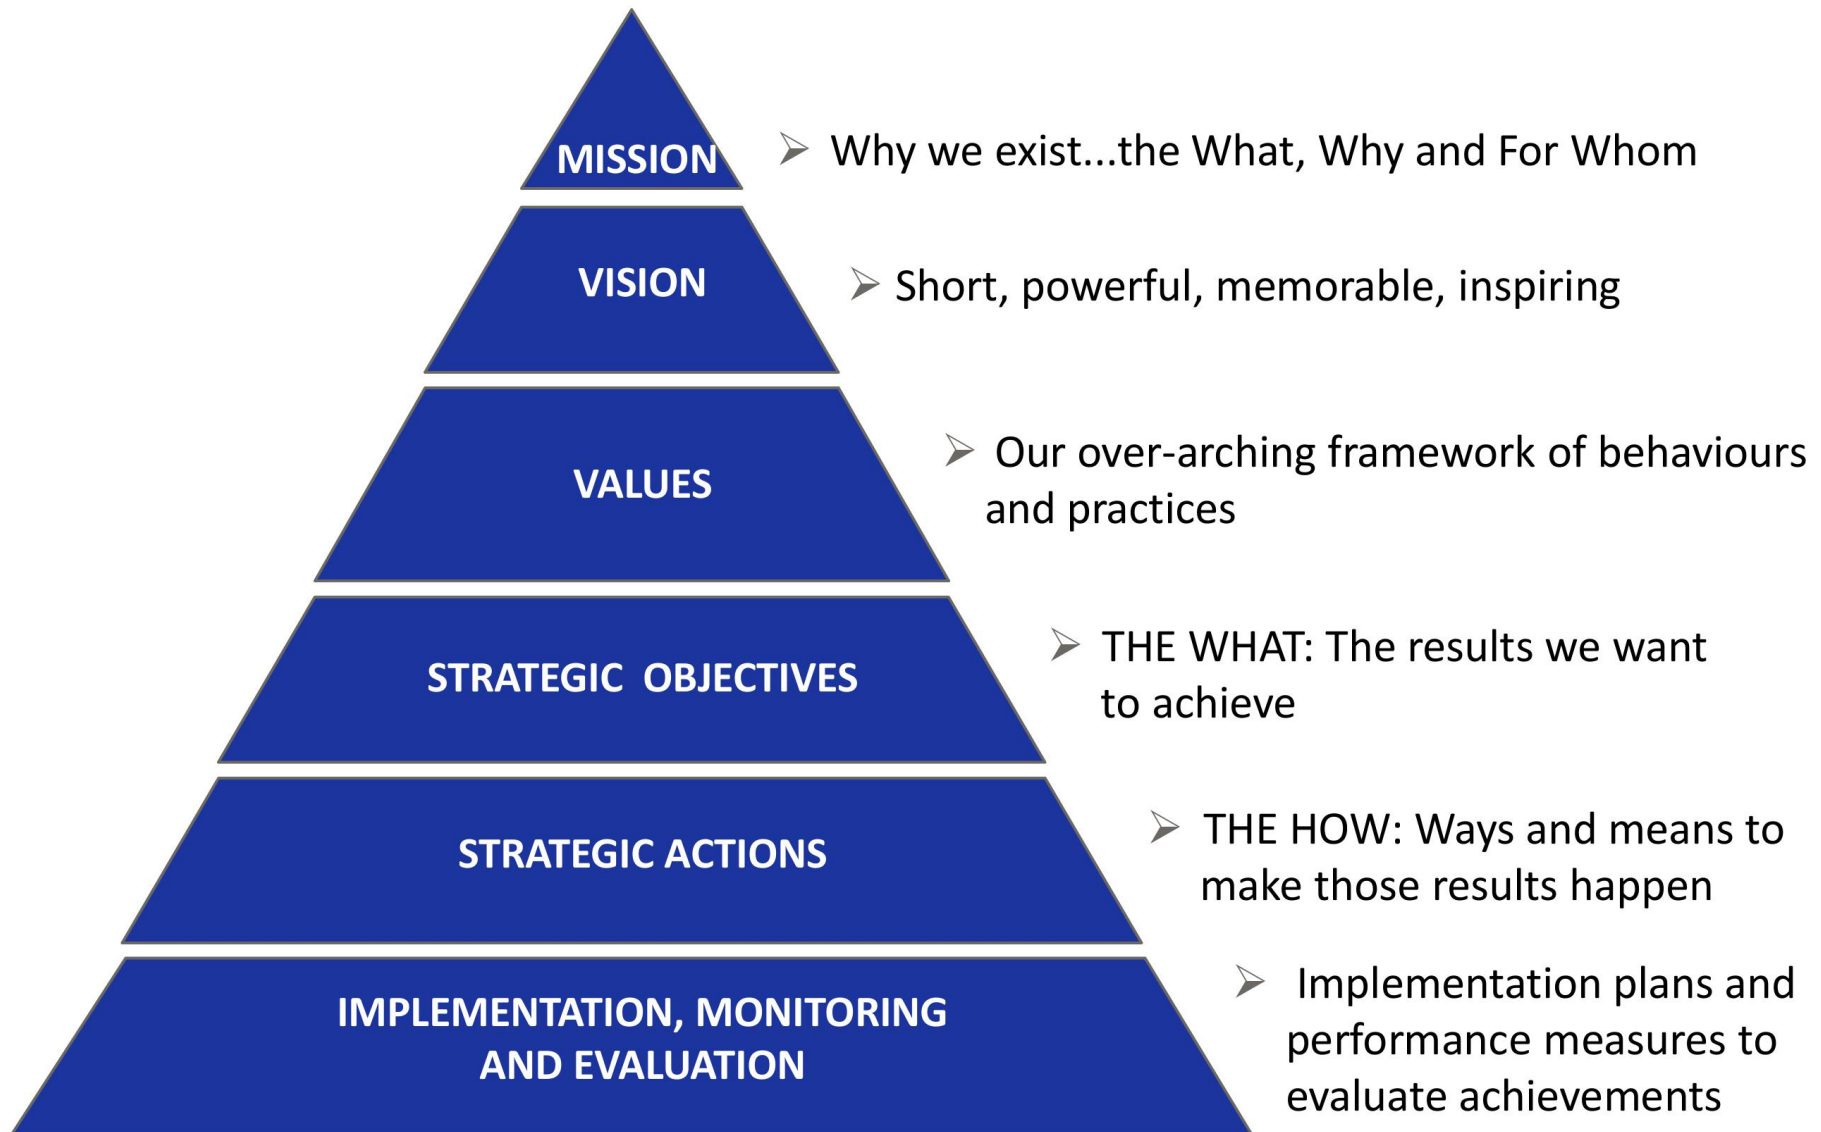 MISSION
Why we exist...the What, Why and For Whom
VISION
Short, powerful, memorable, inspiring
VALUES
Our over-arching framework of behaviours
and practices
STRATEGIC OBJECTIVES
THE WHAT: The results we want
to achieve
STRATEGIC ACTIONS
THE HOW: Ways and means to
make those results happen
IMPLEMENTATION, MONITORING
AND EVALUATION
Implementation plans and
performance measures to
evaluate achievements